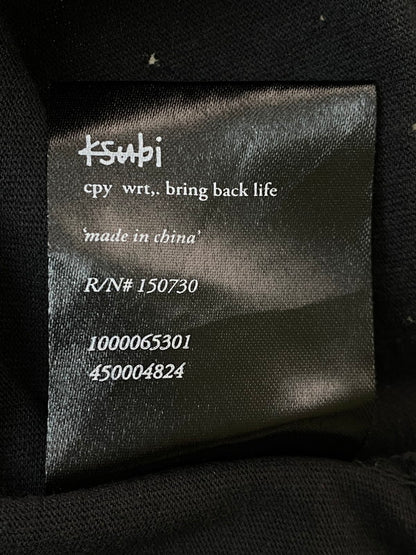 ksubi
cpy wrt,. bring back life
'made in china'
R/N# 150730
1000065301
450004824